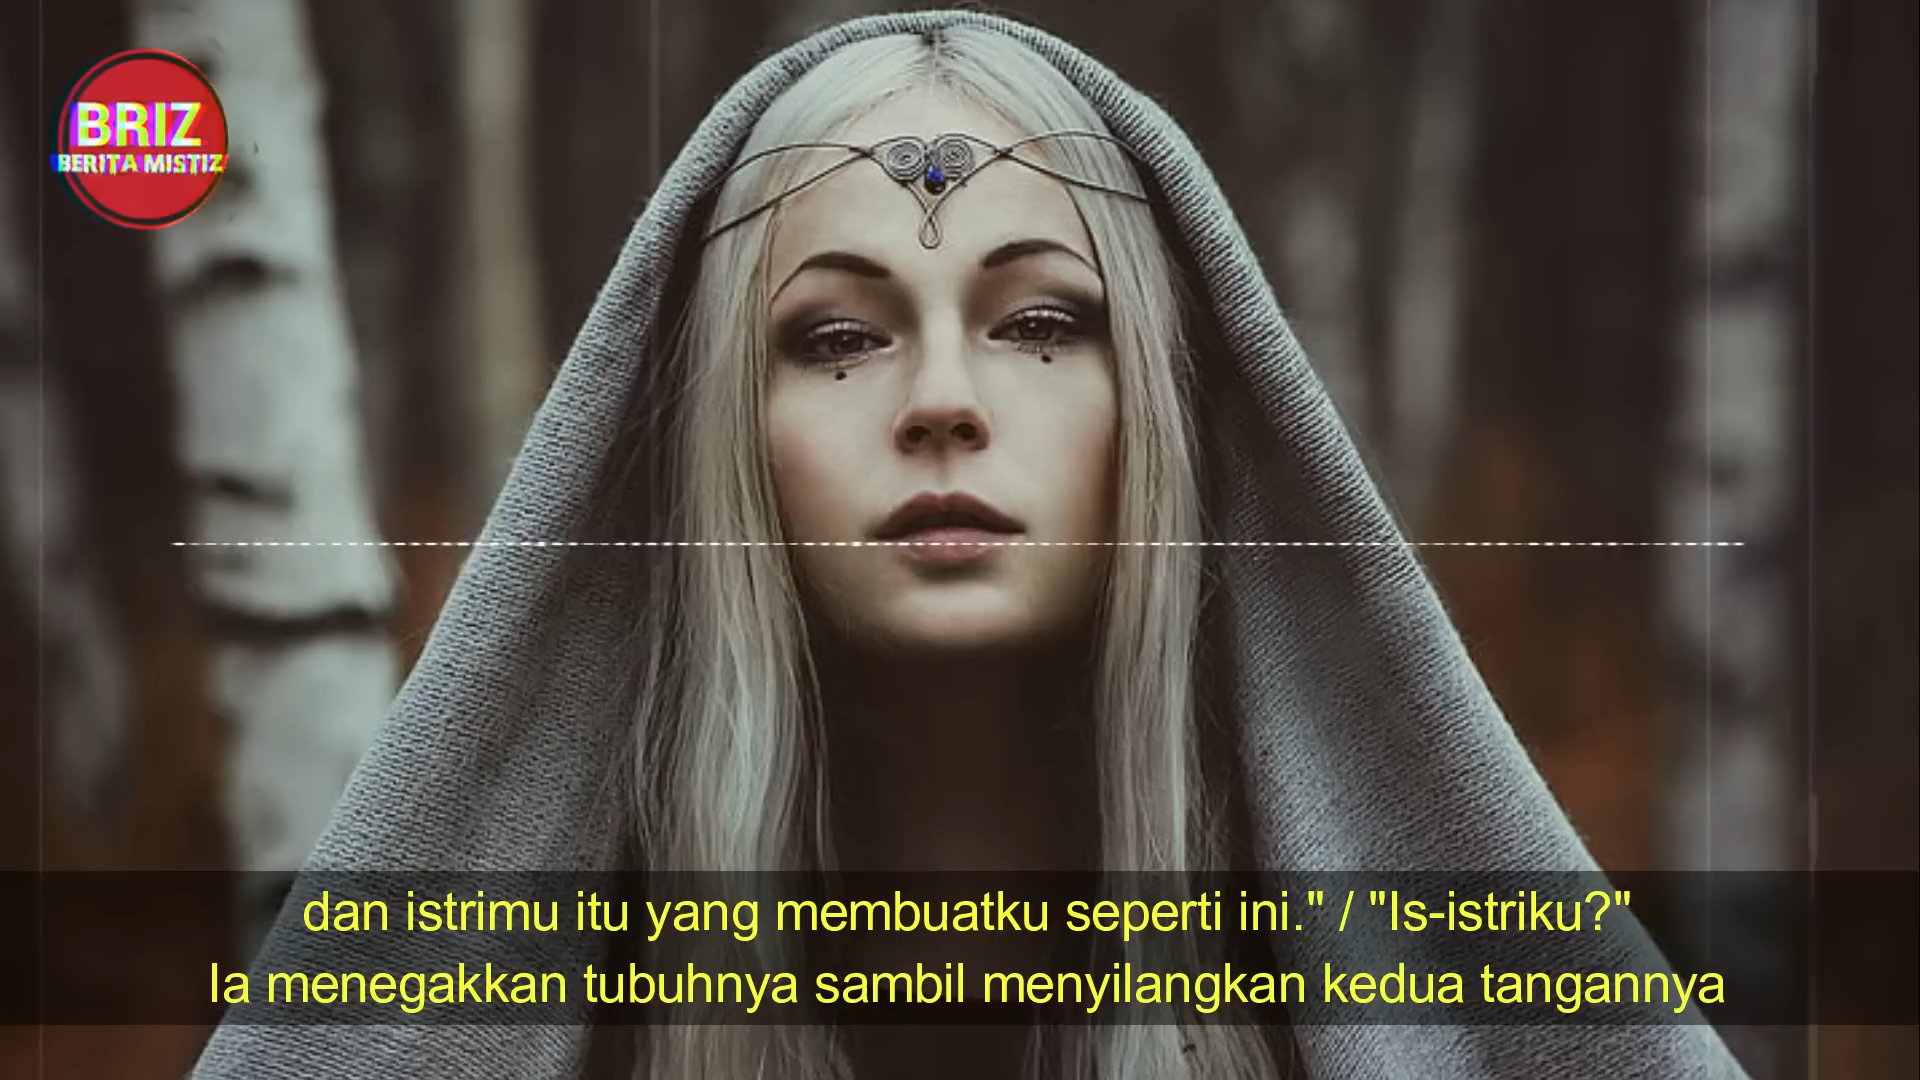 BRIZ
BERITA MISTIZ
dan istrimu itu yang membuatku seperti ini." / "Is-istriku?"
Ia menegakkan tubuhnya sambil menyilangkan kedua tangannya